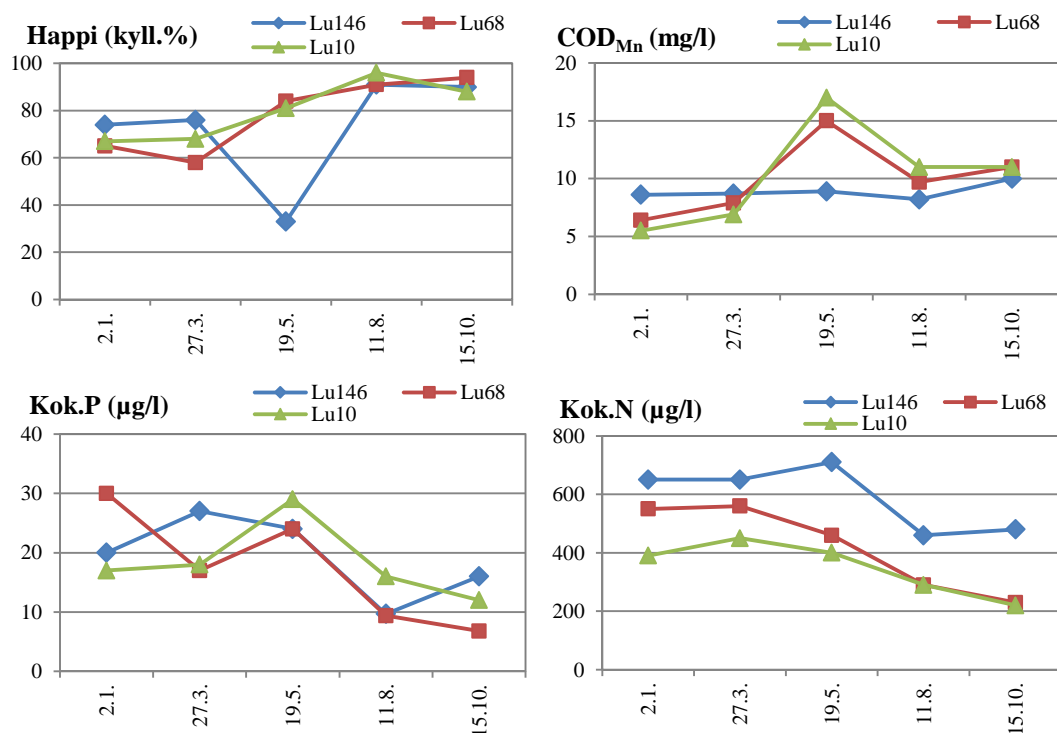 Happi (kyll.%)
Lu146 Lu68
Lu10
100
80
60
40
20
0
2.1. 27.3. 19.5. 11.8. 15.10.
COD_Mn (mg/l)
Lu146 Lu68
Lu10
20
15
10
5
0
2.1. 27.3. 19.5. 11.8. 15.10.
Kok.P (µg/l)
Lu146 Lu68
Lu10
40
30
20
10
0
2.1. 27.3. 19.5. 11.8. 15.10.
Kok.N (µg/l)
Lu146 Lu68
Lu10
800
600
400
200
0
2.1. 27.3. 19.5. 11.8. 15.10.